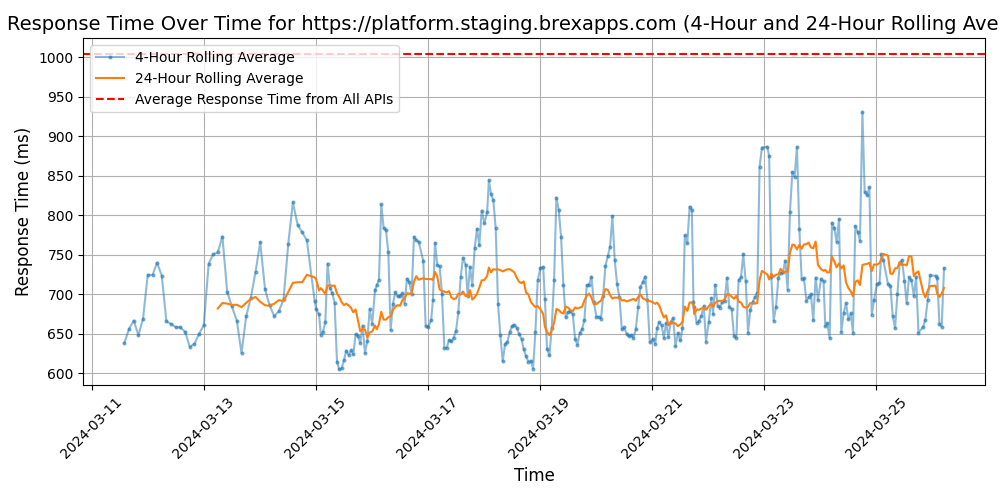 Response Time Over Time for https://platform.staging.brexapps.com (4-Hour and 24-Hour Rolling Ave
4-Hour Rolling Average
24-Hour Rolling Average
Average Response Time from All APIs
Response Time (ms)
1000
950
900
850
800
750
700
650
600
2024-03-11
2024-03-13
2024-03-15
2024-03-17
2024-03-19
2024-03-21
2024-03-23
2024-03-25
Time